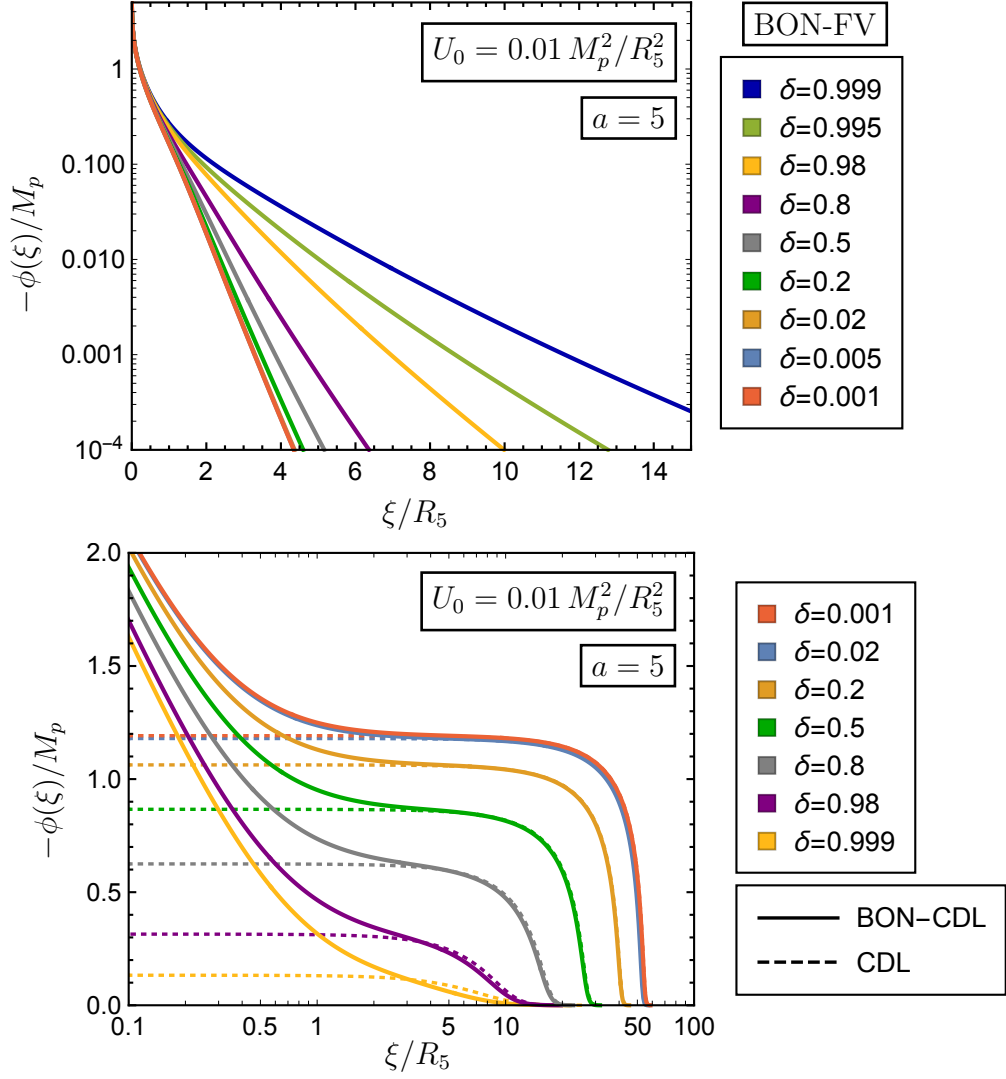 BON-FV
U₀ = 0.01 Mₚ²/R₅²
a = 5
δ=0.999
δ=0.995
δ=0.98
δ=0.8
δ=0.5
δ=0.2
δ=0.02
δ=0.005
δ=0.001
−ϕ(ξ)/Mₚ
1
0.100
0.010
0.001
10⁻⁴
0 2 4 6 8 10 12 14
ξ/R₅
U₀ = 0.01 Mₚ²/R₅²
a = 5
δ=0.001
δ=0.02
δ=0.2
δ=0.5
δ=0.8
δ=0.98
δ=0.999
BON−CDL
CDL
−ϕ(ξ)/Mₚ
2.0
1.5
1.0
0.5
0.0
0.1 0.5 1 5 10 50 100
ξ/R₅